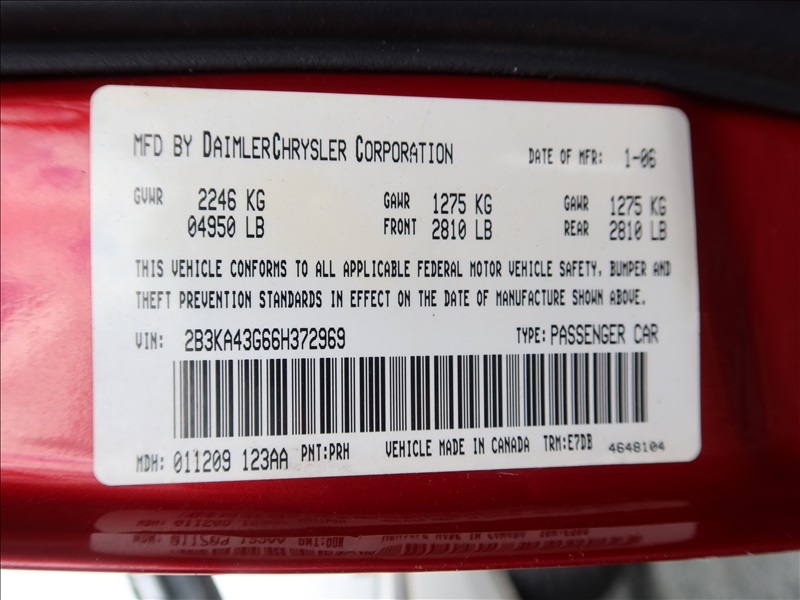 MFD BY DAIMLERCHRYSLER CORPORATION DATE OF MFR: 1-06
GVWR 2246 KG GAWR 1275 KG GAWR 1275 KG
04950 LB FRONT 2810 LB REAR 2810 LB
THIS VEHICLE CONFORMS TO ALL APPLICABLE FEDERAL MOTOR VEHICLE SAFETY, BUMPER AND
THEFT PREVENTION STANDARDS IN EFFECT ON THE DATE OF MANUFACTURE SHOWN ABOVE.
VIN: 2B3KA43G66H372969 TYPE: PASSENGER CAR
MDH: 011209 123AA PNT:PRH VEHICLE MADE IN CANADA TRM:E7DB 4648104